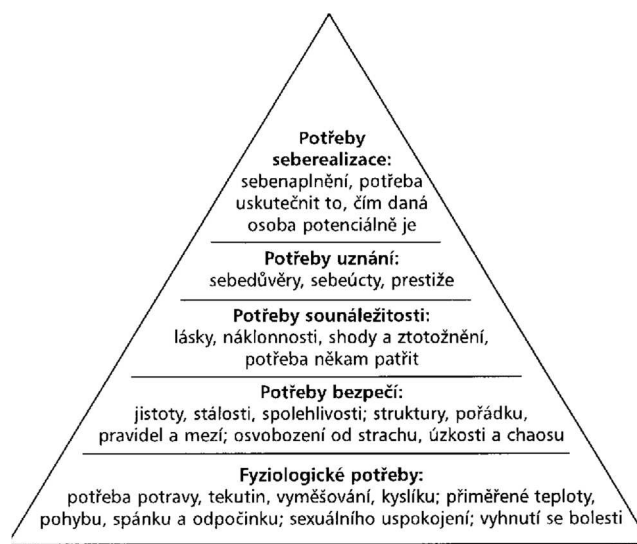 Potřeby
seberealizace:
sebenaplnění, potřeba
uskutečnit to, čím daná
osoba potenciálně je
Potřeby uznání:
sebedůvěry, sebeúcty, prestiže
Potřeby sounáležitosti:
lásky, náklonnosti, shody a ztotožnění,
potřeba někam patřit
Potřeby bezpečí:
jistoty, stálosti, spolehlivosti; struktury, pořádku,
pravidel a mezí; osvobození od strachu, úzkosti a chaosu
Fyziologické potřeby:
potřeba potravy, tekutin, vyměšování, kyslíku; přiměřené teploty,
pohybu, spánku a odpočinku; sexuálního uspokojení; vyhnutí se bolesti